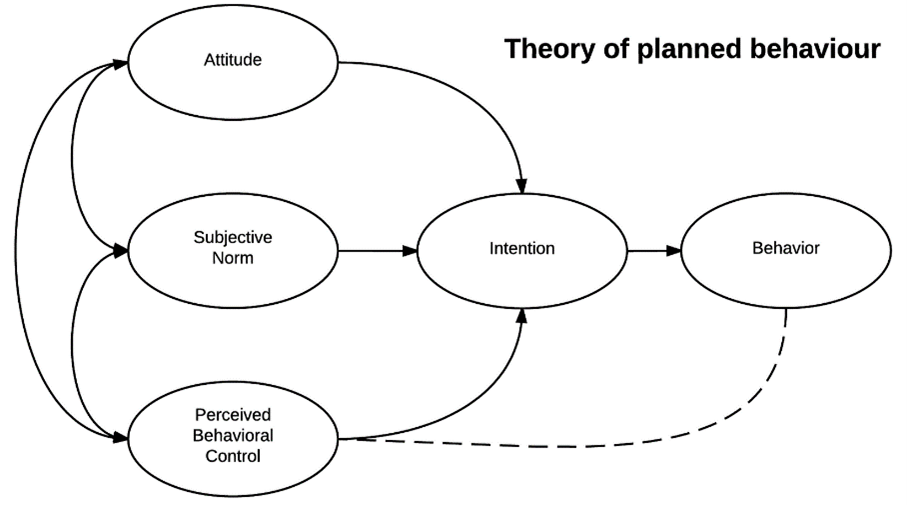 Theory of planned behaviour
Attitude
Subjective
Norm
Intention
Behavior
Perceived
Behavioral
Control